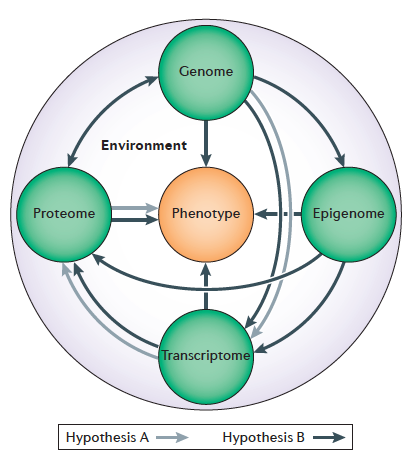 Genome
Environment
Proteome
Phenotype
Epigenome
Transcriptome
Hypothesis A
Hypothesis B